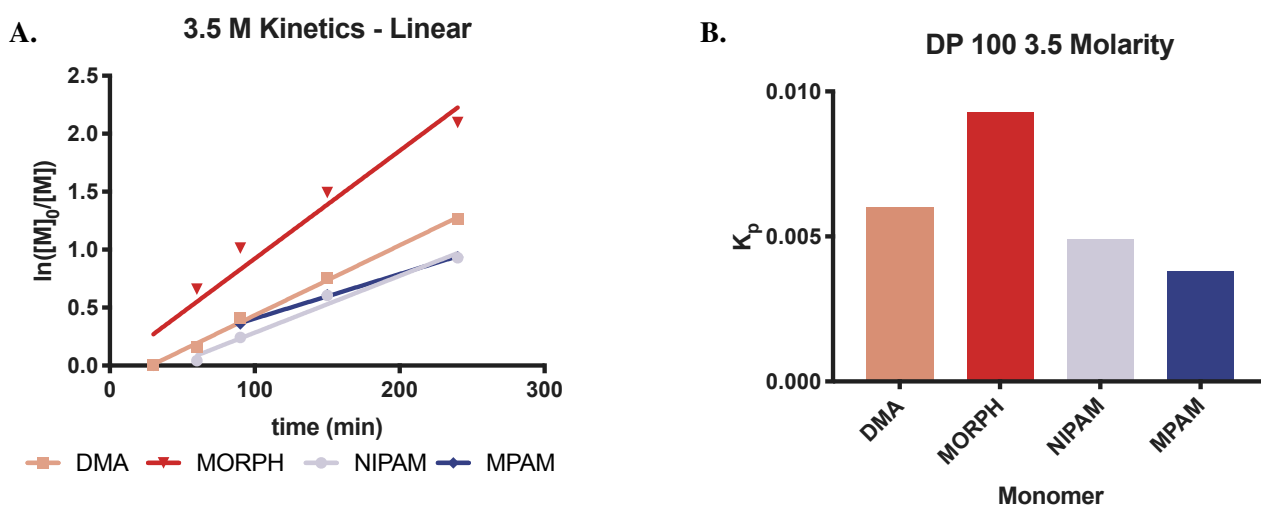 A.
3.5 M Kinetics - Linear
ln([M]₀/[M])
2.5
2.0
1.5
1.0
0.5
0.0
0
100
200
300
time (min)
DMA MORPH NIPAM MPAM
B.
DP 100 3.5 Molarity
Kₚ
0.010
0.005
0.000
DMA
MORPH
NIPAM
MPAM
Monomer